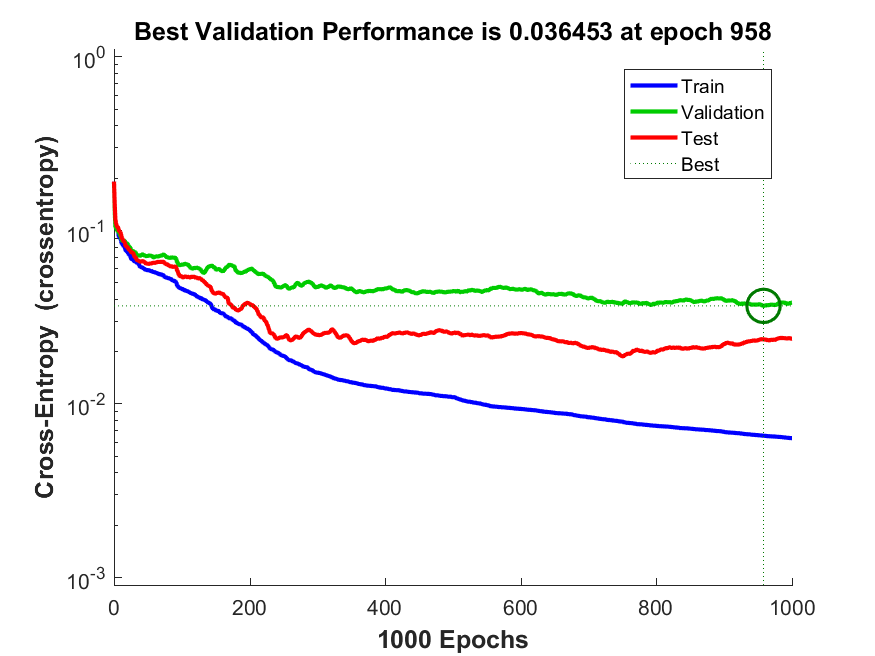 Best Validation Performance is 0.036453 at epoch 958
Train
Validation
Test
Best
Cross-Entropy (crossentropy)
10^0
10^-1
10^-2
10^-3
0 200 400 600 800 1000
1000 Epochs